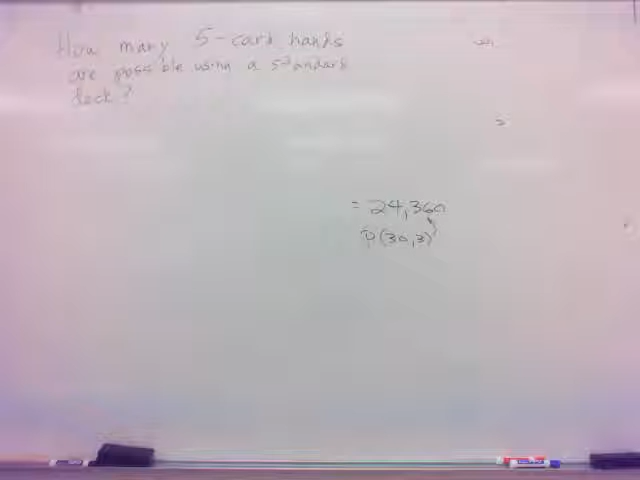 How many 5-card hands
are possible using a standard
deck?
= 24,360
P(30,3)